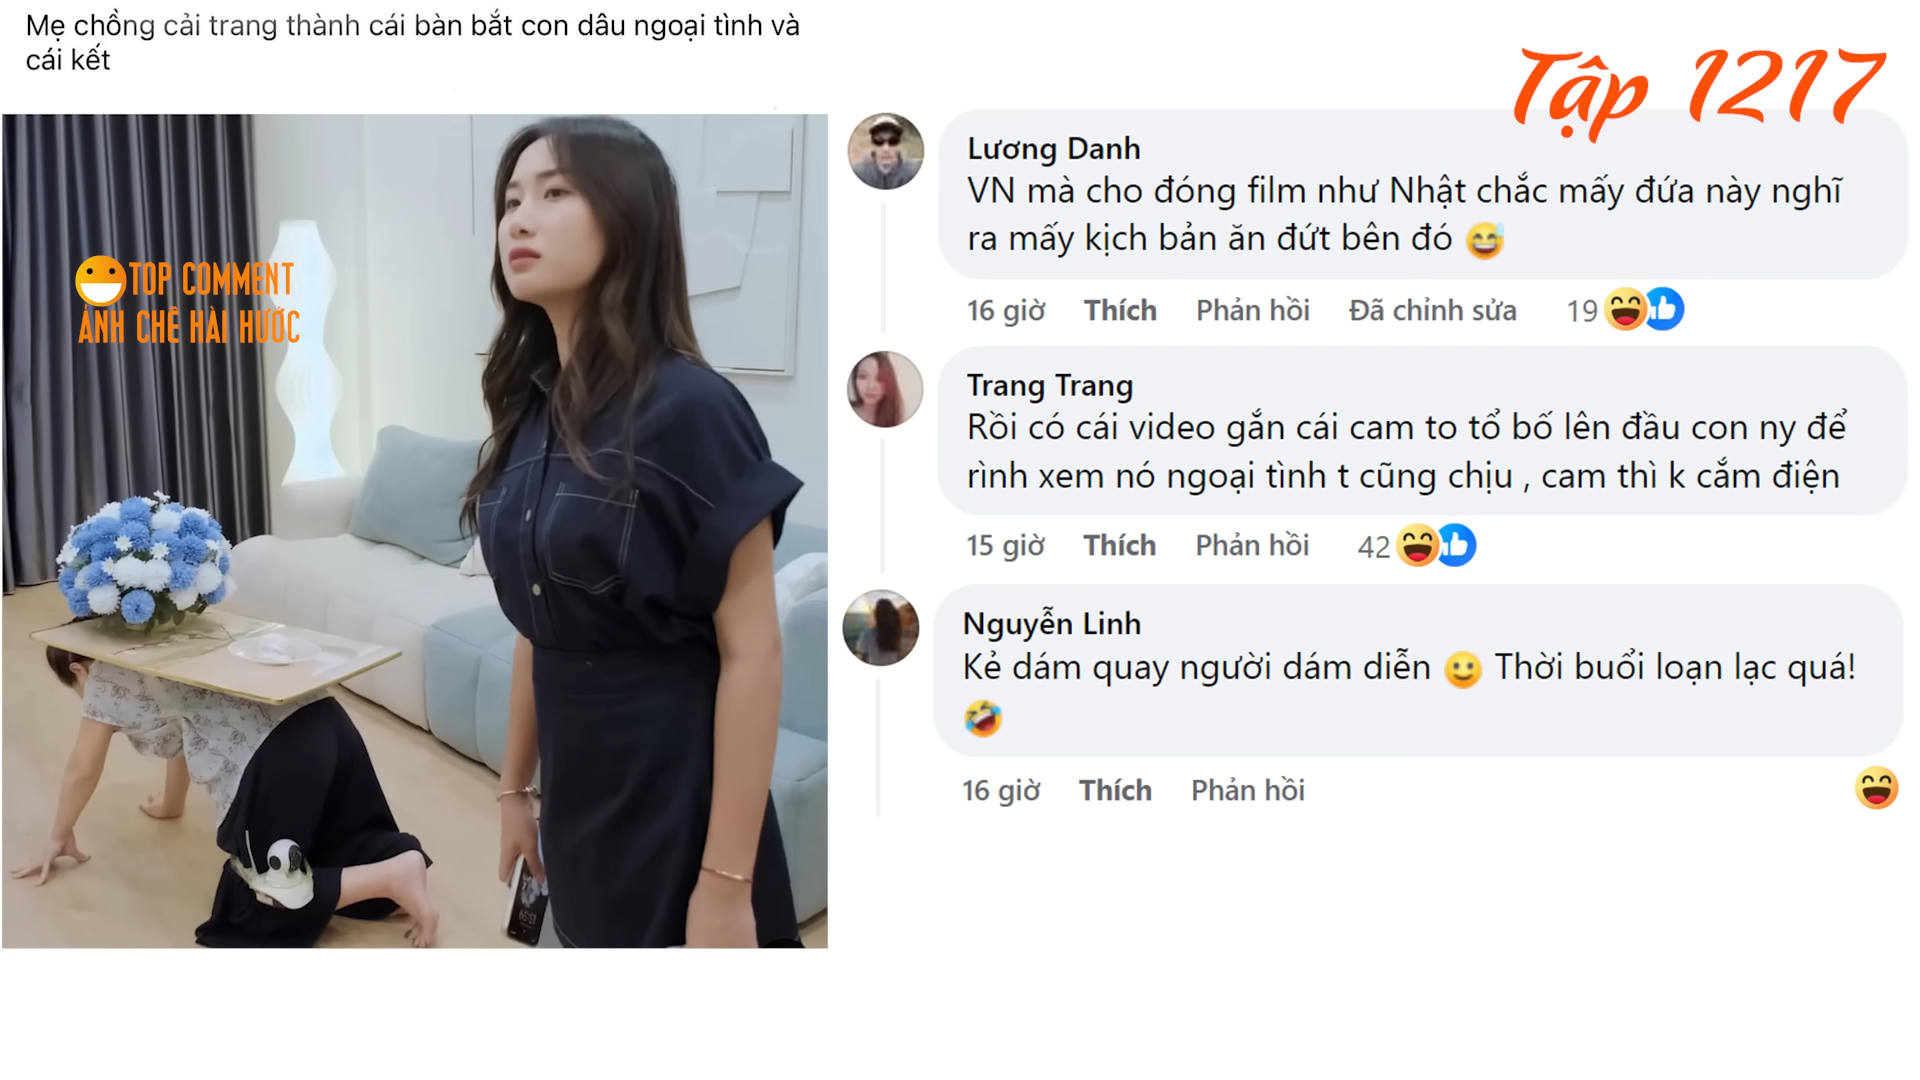 Mẹ chồng cải trang thành cái bàn bắt con dâu ngoại tình và
cái kết
Tập 1217
TOP COMMENT
ẢNH CHẾ HÀI HƯỚC
Lương Danh
VN mà cho đóng film như Nhật chắc mấy đứa này nghĩ
ra mấy kịch bản ăn đứt bên đó 😅
16 giờ Thích Phản hồi Đã chỉnh sửa 19
Trang Trang
Rồi có cái video gắn cái cam to tổ bố lên đầu con ny để
rình xem nó ngoại tình t cũng chịu , cam thì k cắm điện
15 giờ Thích Phản hồi 42
Nguyễn Linh
Kẻ dám quay người dám diễn 🙂 Thời buổi loạn lạc quá!
🤣
16 giờ Thích Phản hồi